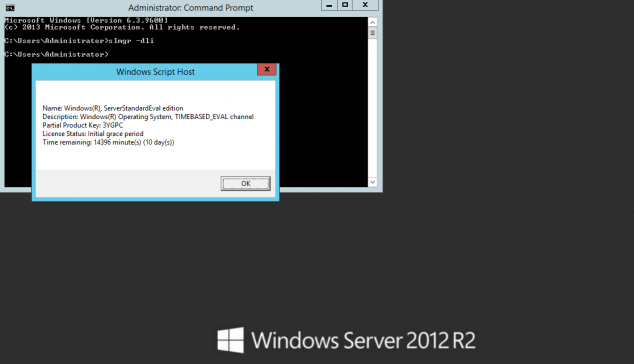 Administrator: Command Prompt
Microsoft Windows [Version 6.3.9600]
(c) 2013 Microsoft Corporation. All rights reserved.
C:\Users\Administrator>slmgr -dli
C:\Users\Administrator>
Windows Script Host
Name: Windows(R), ServerStandardEval edition
Description: Windows(R) Operating System, TIMEBASED_EVAL channel
Partial Product Key: 3YGPC
License Status: Initial grace period
Time remaining: 14396 minute(s) (10 day(s))
OK
Windows Server 2012 R2